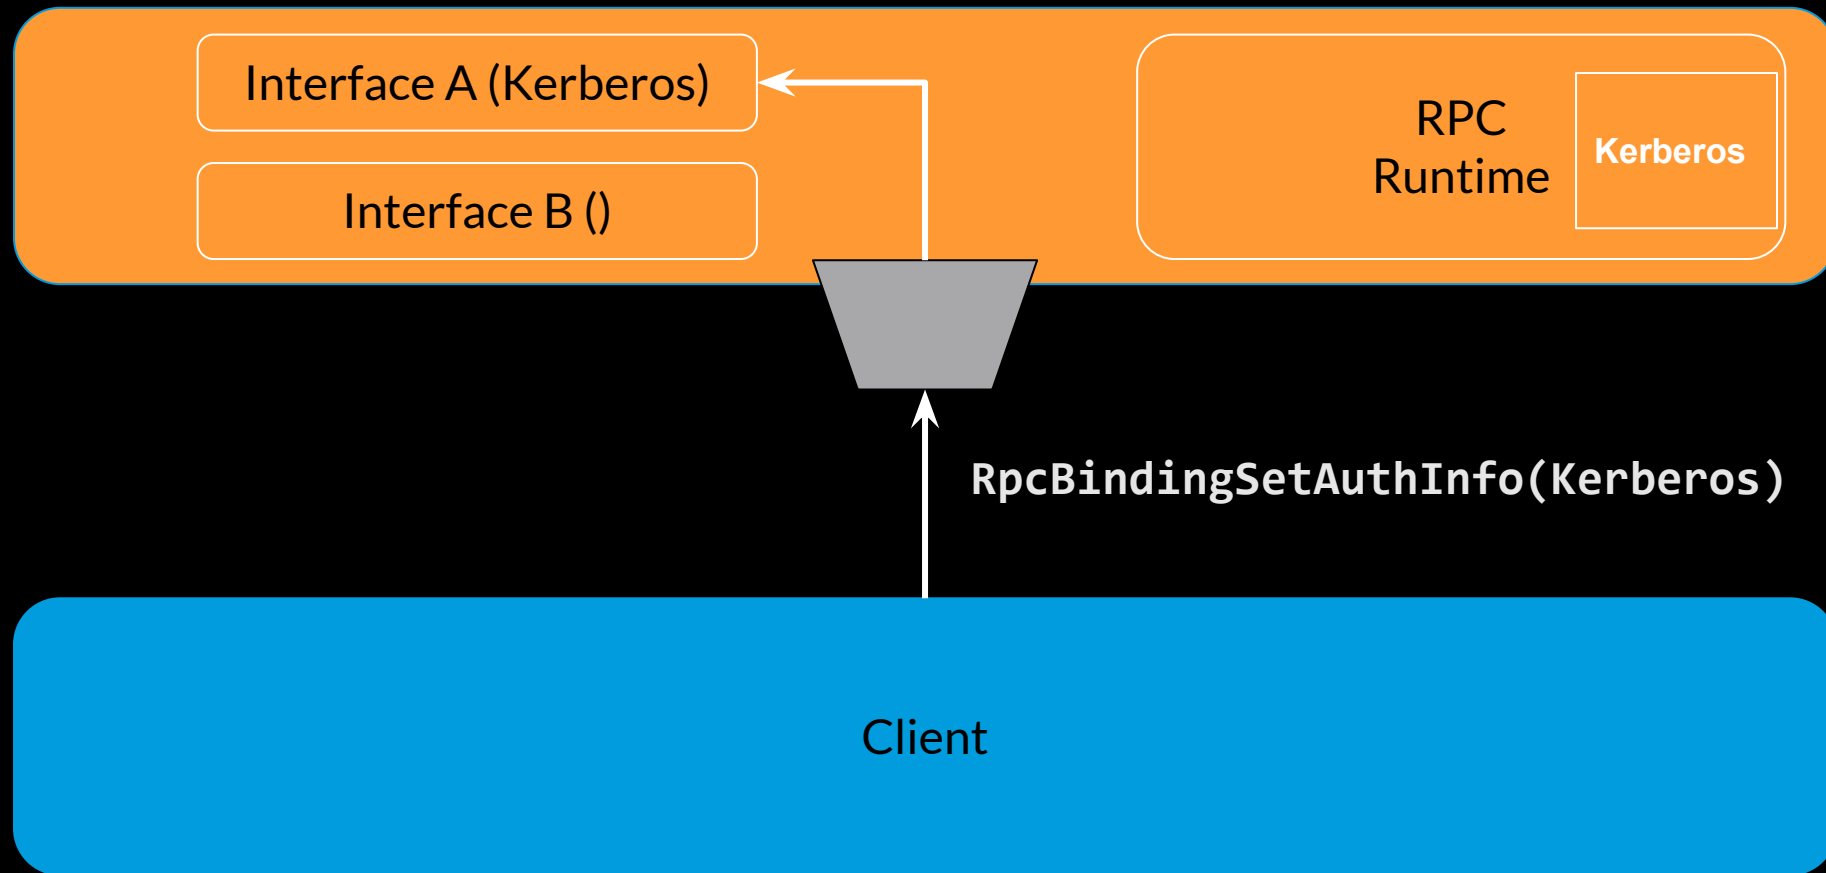 Interface A (Kerberos)
Interface B ()
RPC
Runtime
Kerberos
RpcBindingSetAuthInfo(Kerberos)
Client